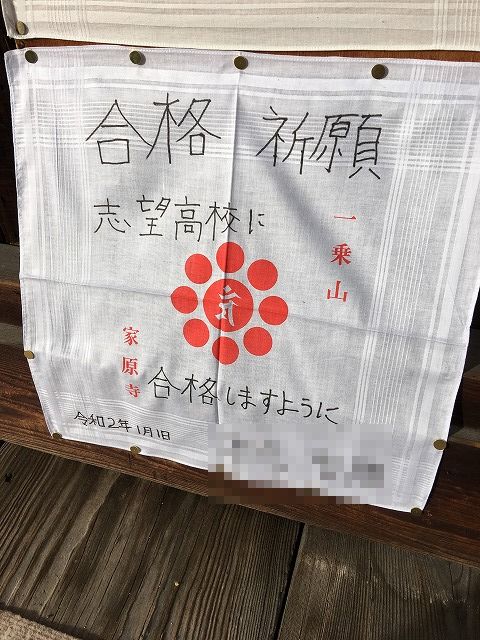 合格 祈願
志望高校に
一乗山
家原寺
合格しますように
令和2年1月1日